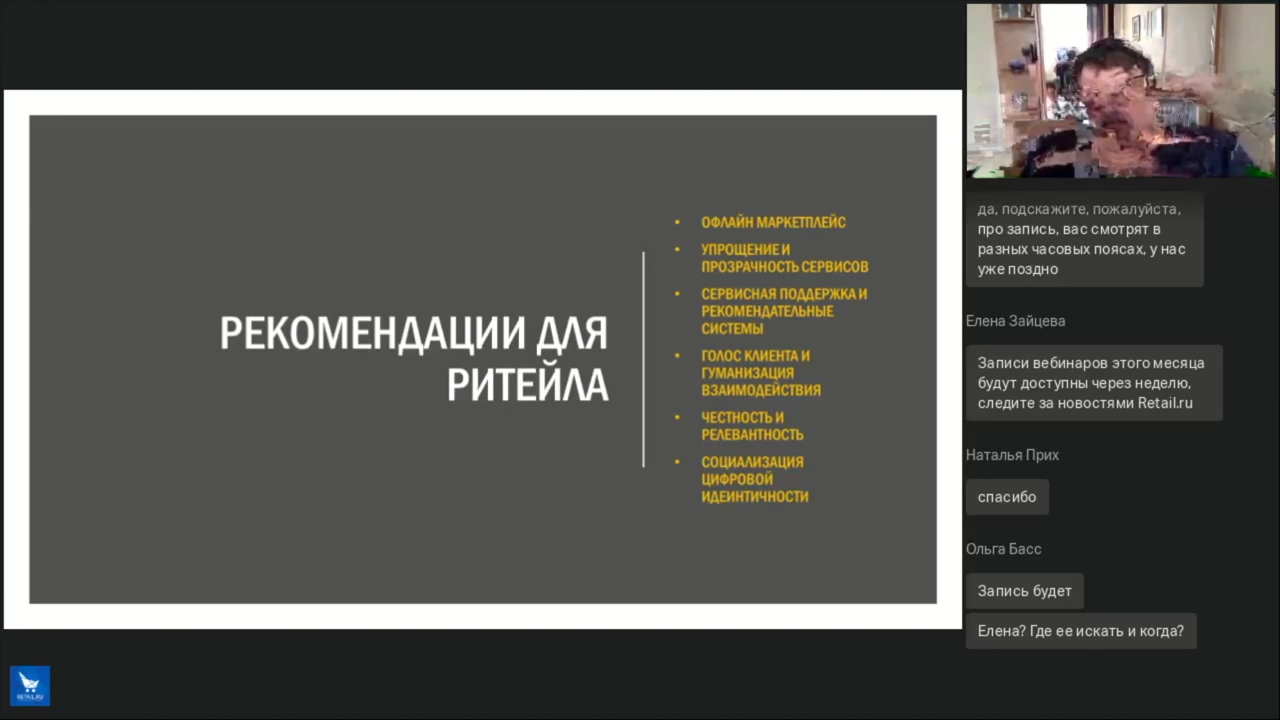 РЕКОМЕНДАЦИИ ДЛЯ
РИТЕЙЛА
• ОФЛАЙН МАРКЕТПЛЕЙС
• УПРОЩЕНИЕ И
ПРОЗРАЧНОСТЬ СЕРВИСОВ
• СЕРВИСНАЯ ПОДДЕРЖКА И
РЕКОМЕНДАТЕЛЬНЫЕ
СИСТЕМЫ
• ГОЛОС КЛИЕНТА И
ГУМАНИЗАЦИЯ
ВЗАИМОДЕЙСТВИЯ
• ЧЕСТНОСТЬ И
РЕЛЕВАНТНОСТЬ
• СОЦИАЛИЗАЦИЯ
ЦИФРОВОЙ
ИДЕИНТИЧНОСТИ
да, подскажите, пожалуйста,
про запись, вас смотрят в
разных часовых поясах, у нас
уже поздно
Елена Зайцева
Записи вебинаров этого месяца
будут доступны через неделю,
следите за новостями Retail.ru
Наталья Прих
спасибо
Ольга Басс
Запись будет
Елена? Где ее искать и когда?
RETAIL.RU